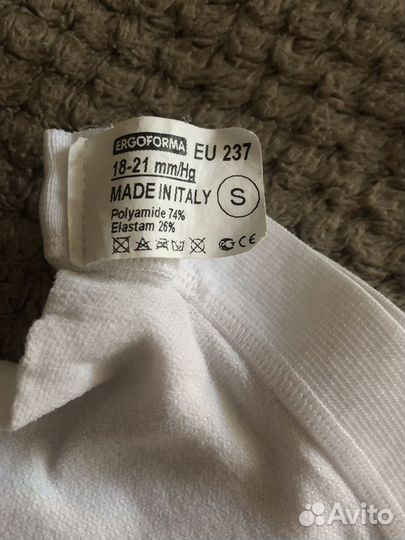 ERGOFORMA EU 237
18-21 mm/Hg
MADE IN ITALY S
Polyamide 74%
Elastam 26%
CE
Avito